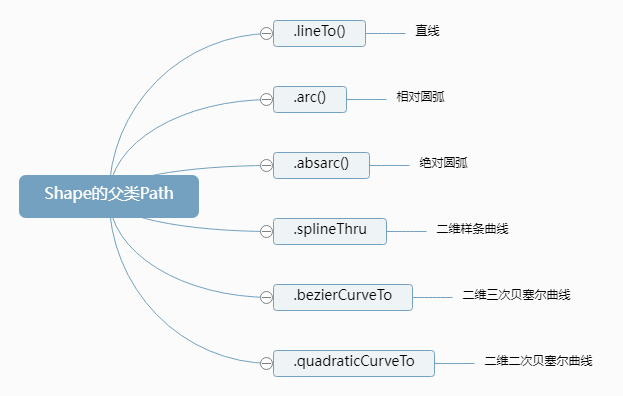 Shape的父类Path
.lineTo()
直线
.arc()
相对圆弧
.absarc()
绝对圆弧
.splineThru
二维样条曲线
.bezierCurveTo
二维三次贝塞尔曲线
.quadraticCurveTo
二维二次贝塞尔曲线